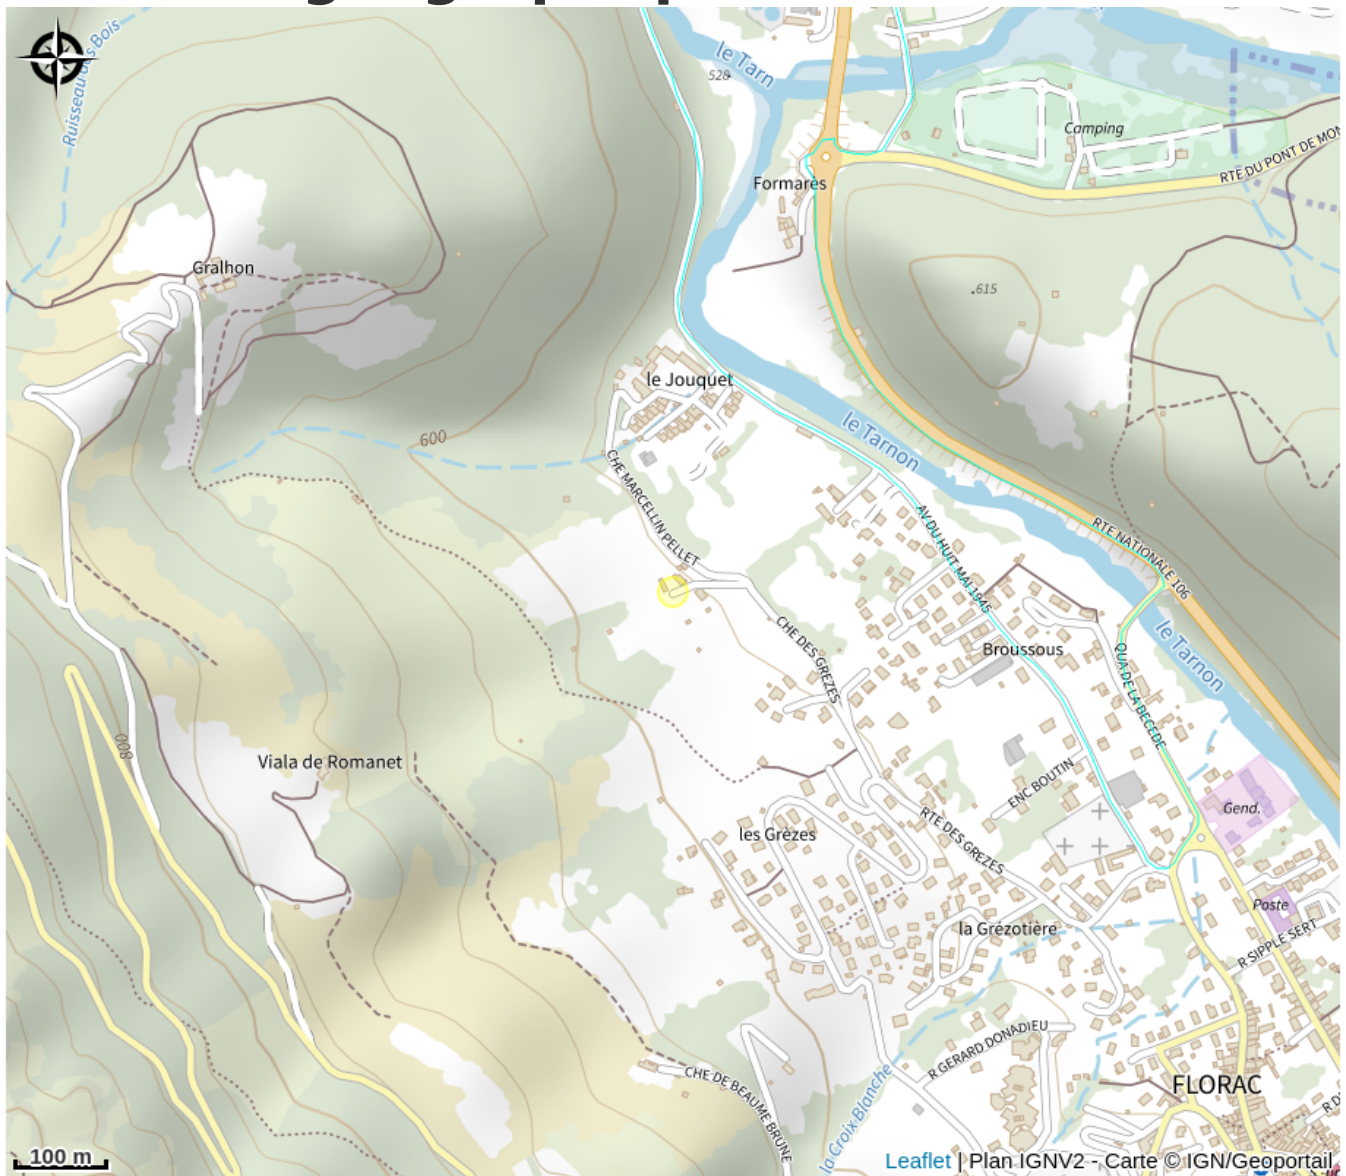 Ruisseau des Bois
le Tarn
528
Camping
RTE DU PONT DE MON
Formares
Gralhon
.615
le Jouquet
le Tarnon
600
CHE MARCELLIN PELLET
AV DU HUIT MAI 1945
RTE NATIONALE 106
CHE DES GREZES
Broussous
le Tarnon
QUA DE LA BECEDE
800
Viala de Romanet
ENC BOUTIN
Gend.
les Grèzes
RTE DES GREZES
Poste
la Grézotière
R SIPPLE SERT
R GERARD DONADIEU
CHE DE BEAUME BRUNE
la Croix Blanche
FLORAC
R D
100 m
Leaflet | Plan IGNV2 - Carte © IGN/Geoportail